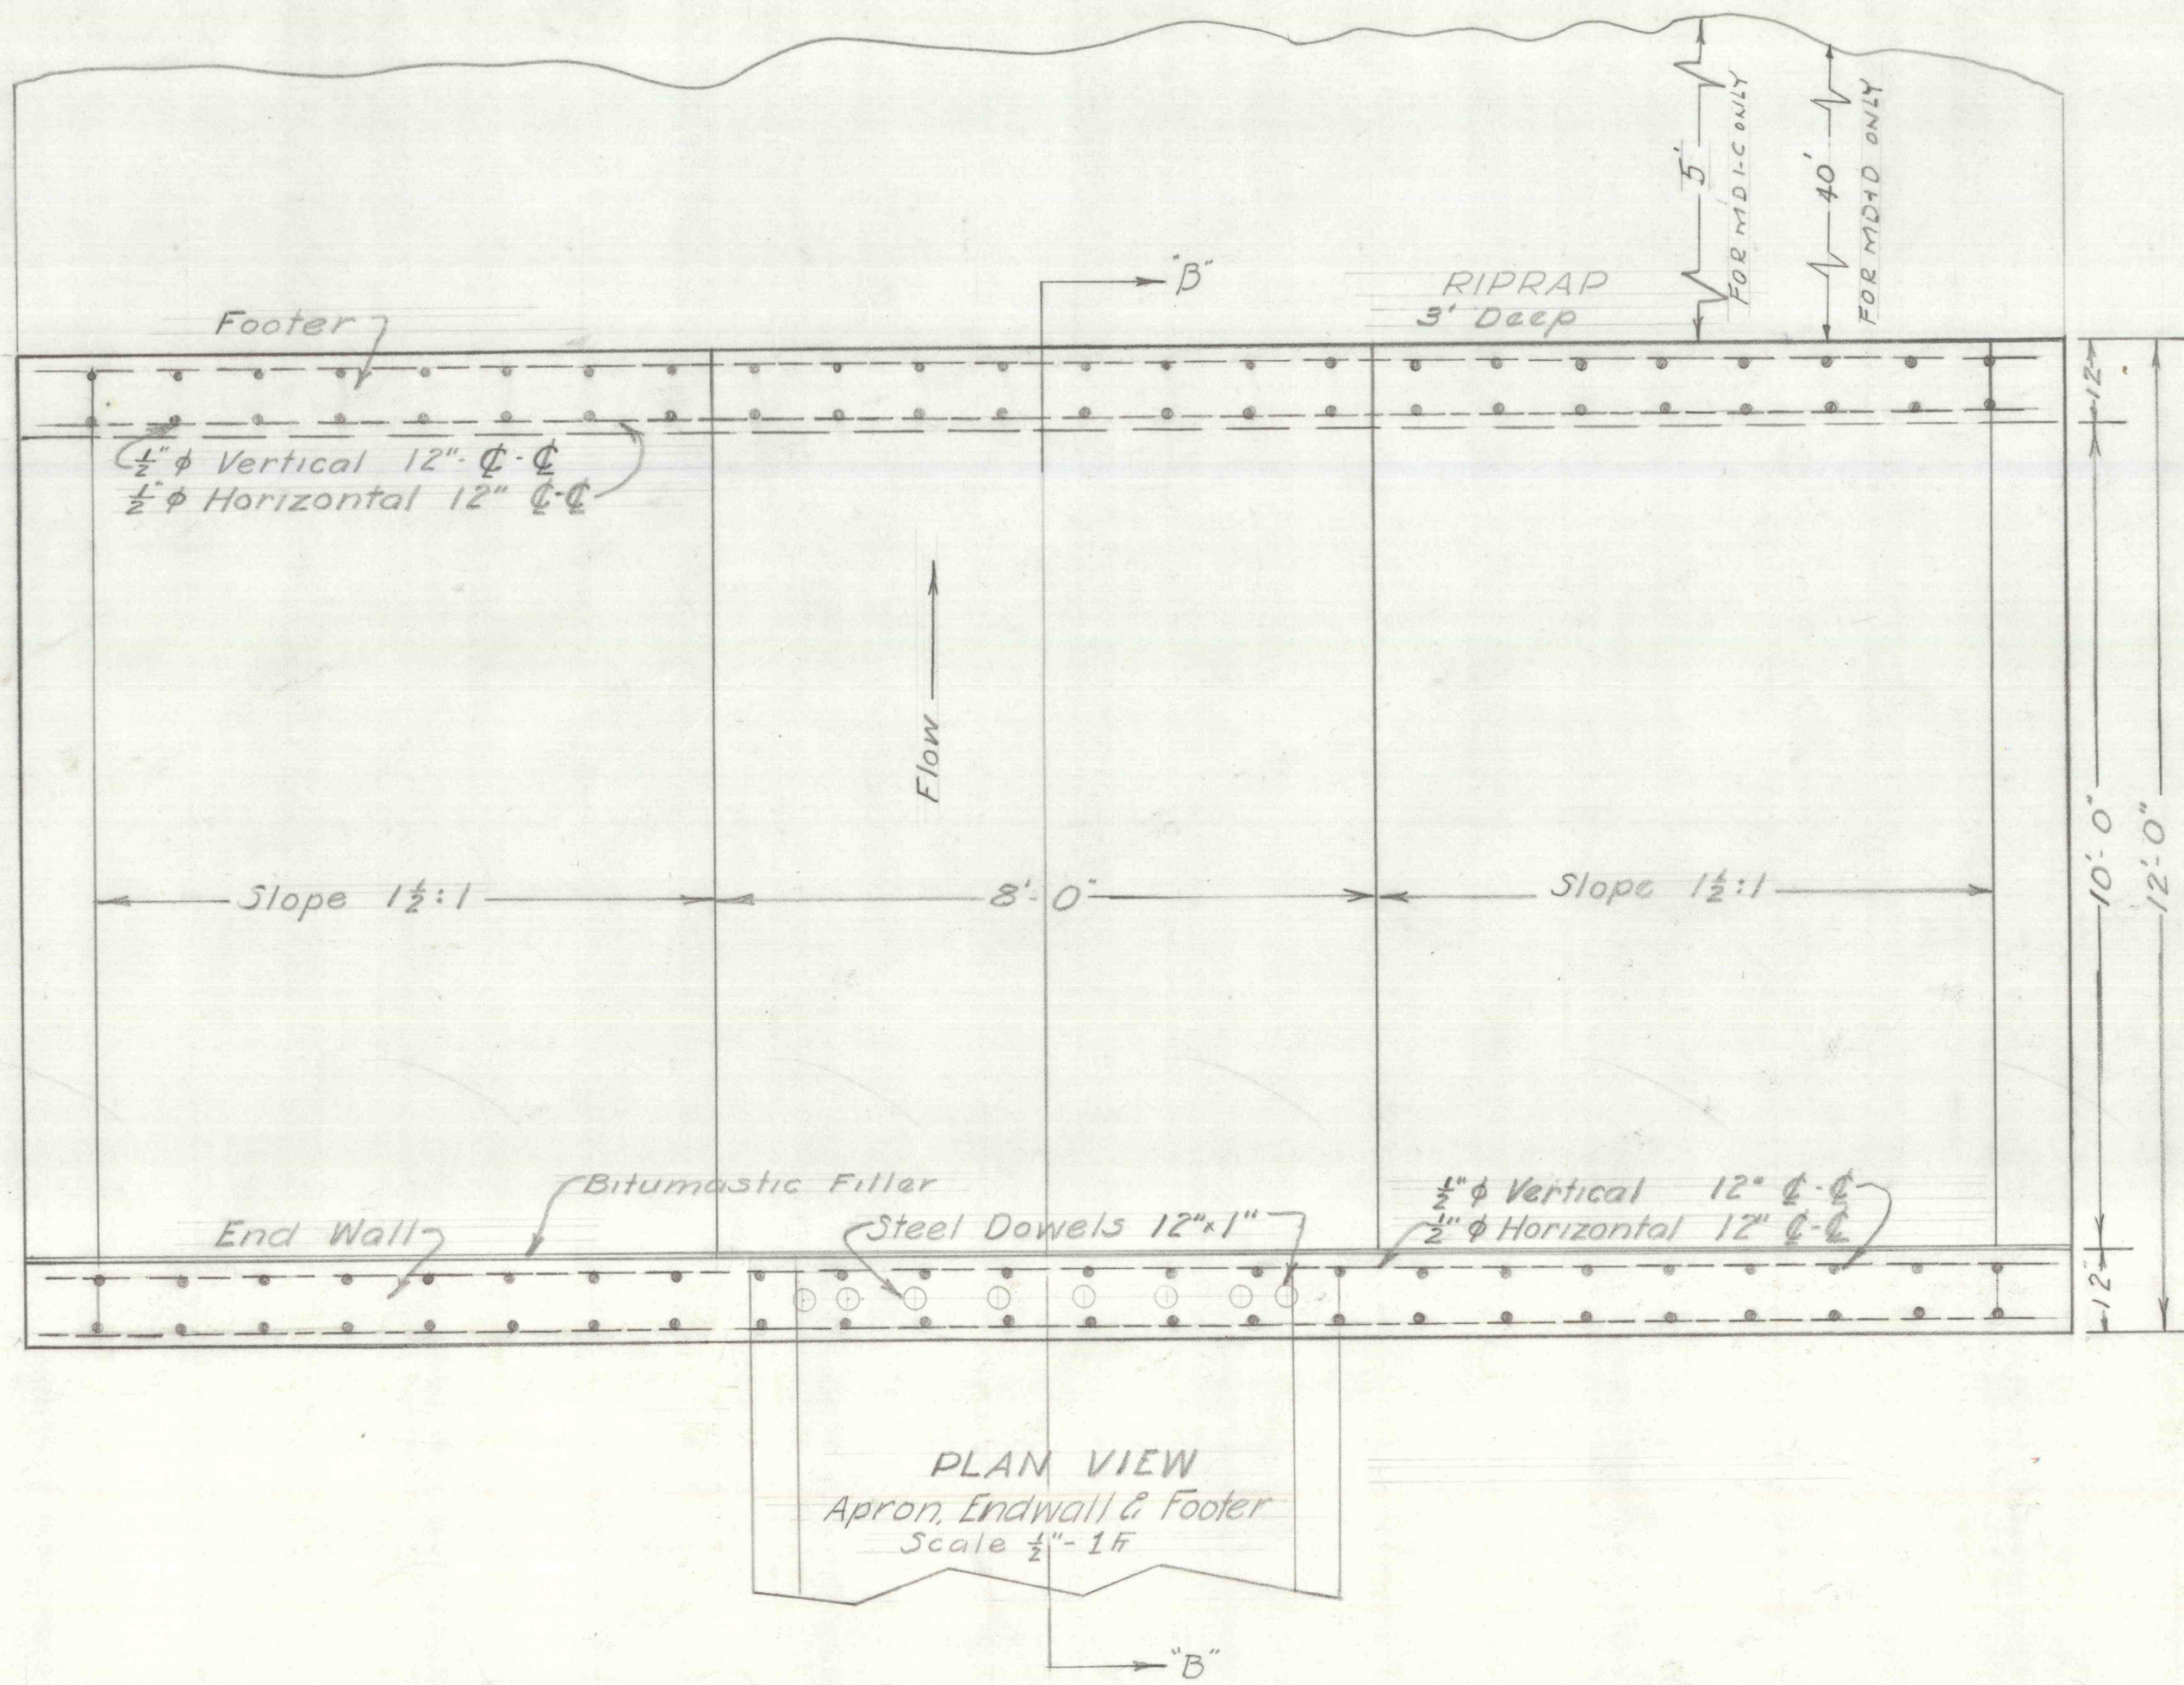 5'
FOR MD1-C ONLY
40'
FOR MD1-D ONLY
"B"
RIPRAP
3' Deep
Footer
12"
½" φ Vertical 12"- ℄ - ℄
½" φ Horizontal 12" ℄-℄
Flow
Slope 1½:1
8'-0"
Slope 1½:1
10'-0"
12'-0"
Bitumastic Filler
½" φ Vertical 12" ℄-℄
End Wall
Steel Dowels 12"x1"
½" φ Horizontal 12" ℄-℄
12"
PLAN VIEW
Apron, Endwall & Footer
Scale ½"- 1 Ft
"B"